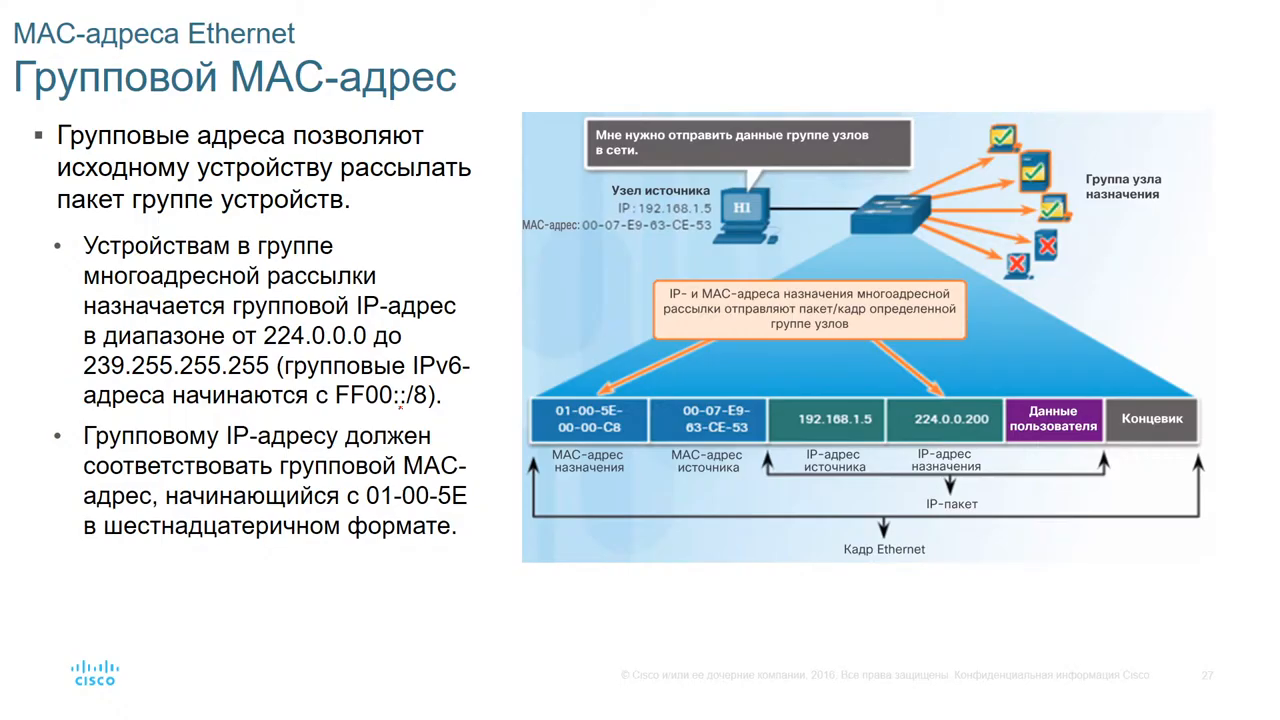 MAC-адреса Ethernet
Групповой MAC-адрес
Групповые адреса позволяют
исходному устройству рассылать
пакет группе устройств.
Устройствам в группе
многоадресной рассылки
назначается групповой IP-адрес
в диапазоне от 224.0.0.0 до
239.255.255.255 (групповые IPv6-
адреса начинаются с FF00::/8).
Групповому IP-адресу должен
соответствовать групповой MAC-
адрес, начинающийся с 01-00-5E
в шестнадцатеричном формате.
Мне нужно отправить данные группе узлов
в сети.
Узел источника
IP: 192.168.1.5
MAC-адрес: 00-07-E9-63-CE-53
H1
Группа узла
назначения
IP- и MAC-адреса назначения многоадресной
рассылки отправляют пакет/кадр определенной
группе узлов
01-00-5E-
00-00-C8
00-07-E9-
63-CE-53
192.168.1.5
224.0.0.200
Данные
пользователя
Концевик
MAC-адрес
назначения
MAC-адрес
источника
IP-адрес
источника
IP-адрес
назначения
IP-пакет
Кадр Ethernet
CISCO
© Cisco и/или ее дочерние компании, 2016. Все права защищены. Конфиденциальная информация Cisco
27